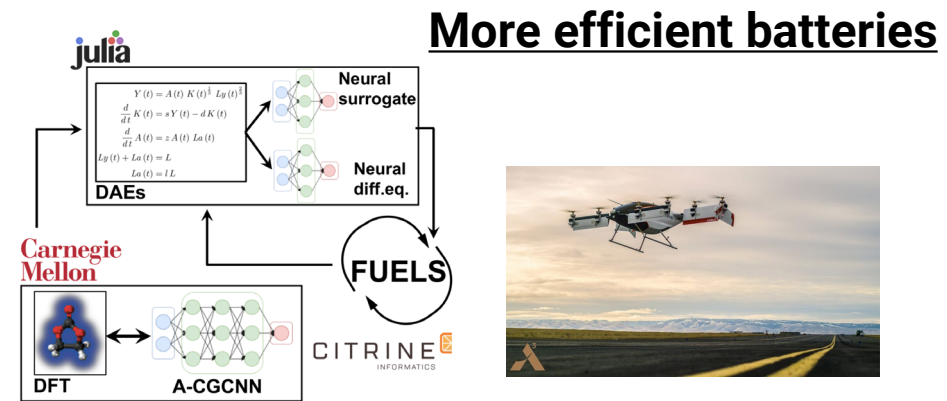 More efficient batteries
julia
Y (t) = A (t) K (t)^{1/3} Ly (t)^{2/3}
d/dt K (t) = s Y (t) − d K (t)
d/dt A (t) = z A (t) La (t)
Ly (t) + La (t) = L
La (t) = l L
DAEs
Neural
surrogate
Neural
diff.eq.
Carnegie
Mellon
FUELS
DFT
A-CGCNN
CITRINE
INFORMATICS